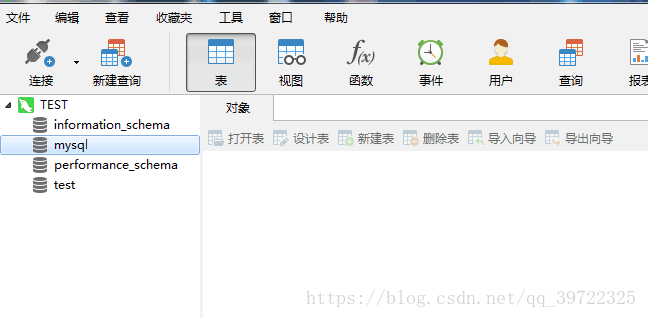 文件 编辑 查看 收藏夹 工具 窗口 帮助
连接 新建查询 表 视图 f(x) 函数 事件 用户 查询 报表
TEST 对象
information_schema
打开表 设计表 新建表 删除表 导入向导 导出向导
mysql
performance_schema
test
https://blog.csdn.net/qq_39722325